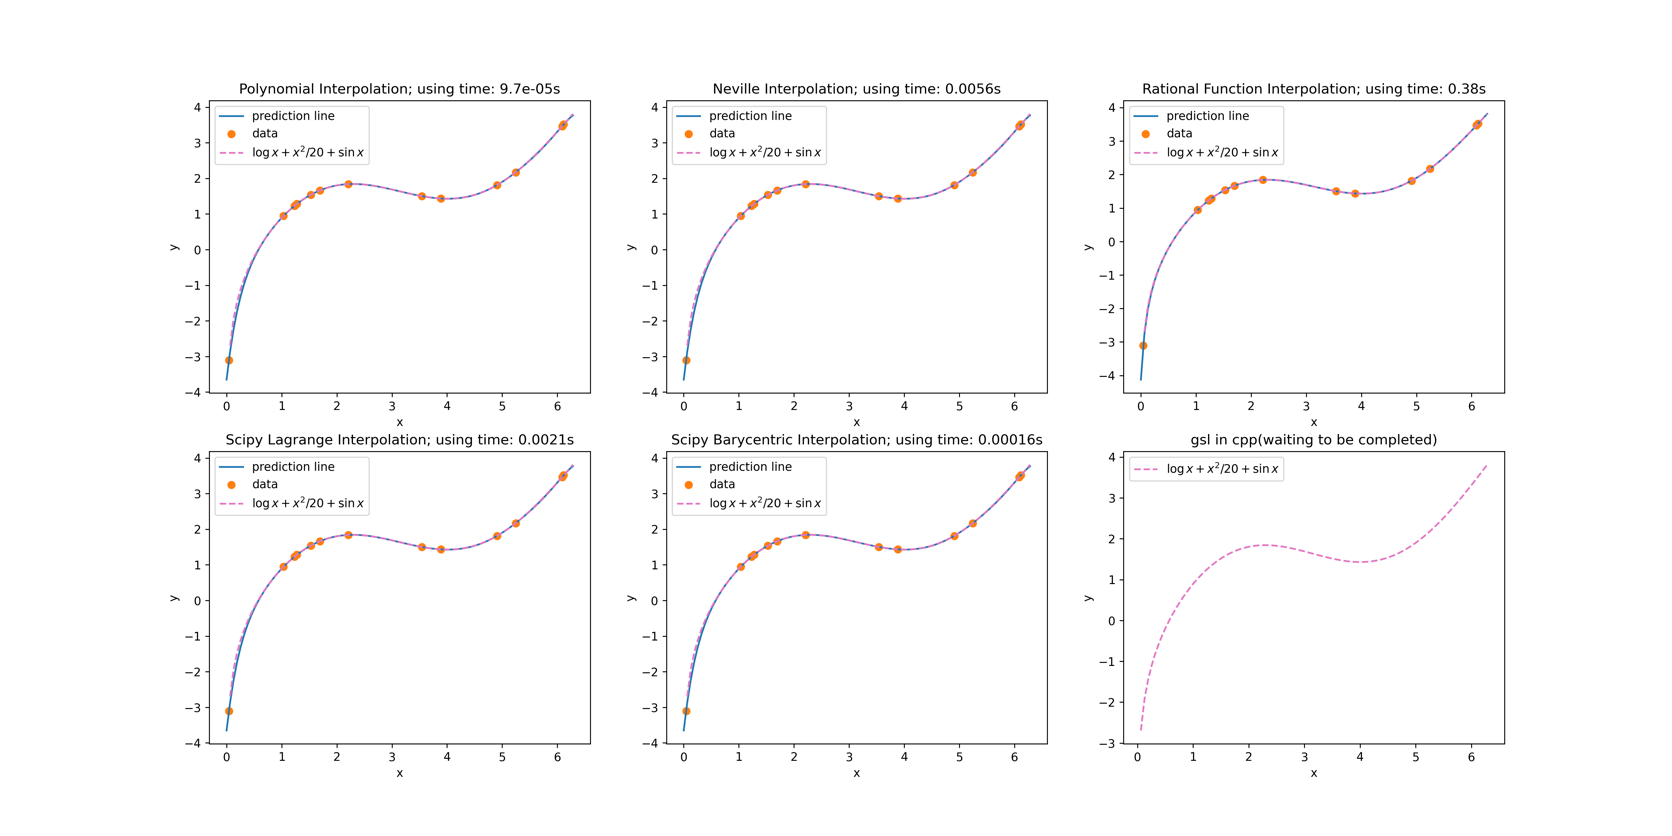 Polynomial Interpolation; using time: 9.7e-05s
4
3
2
1
0
−1
−2
−3
−4
y
prediction line
data
log x + x²/20 + sin x
0 1 2 3 4 5 6
x
Neville Interpolation; using time: 0.0056s
4
3
2
1
0
−1
−2
−3
−4
y
prediction line
data
log x + x²/20 + sin x
0 1 2 3 4 5 6
x
Rational Function Interpolation; using time: 0.38s
4
3
2
1
0
−1
−2
−3
−4
y
prediction line
data
log x + x²/20 + sin x
0 1 2 3 4 5 6
x
Scipy Lagrange Interpolation; using time: 0.0021s
4
3
2
1
0
−1
−2
−3
−4
y
prediction line
data
log x + x²/20 + sin x
0 1 2 3 4 5 6
x
Scipy Barycentric Interpolation; using time: 0.00016s
4
3
2
1
0
−1
−2
−3
−4
y
prediction line
data
log x + x²/20 + sin x
0 1 2 3 4 5 6
x
gsl in cpp(waiting to be completed)
4
3
2
1
0
−1
−2
−3
y
log x + x²/20 + sin x
0 1 2 3 4 5 6
x